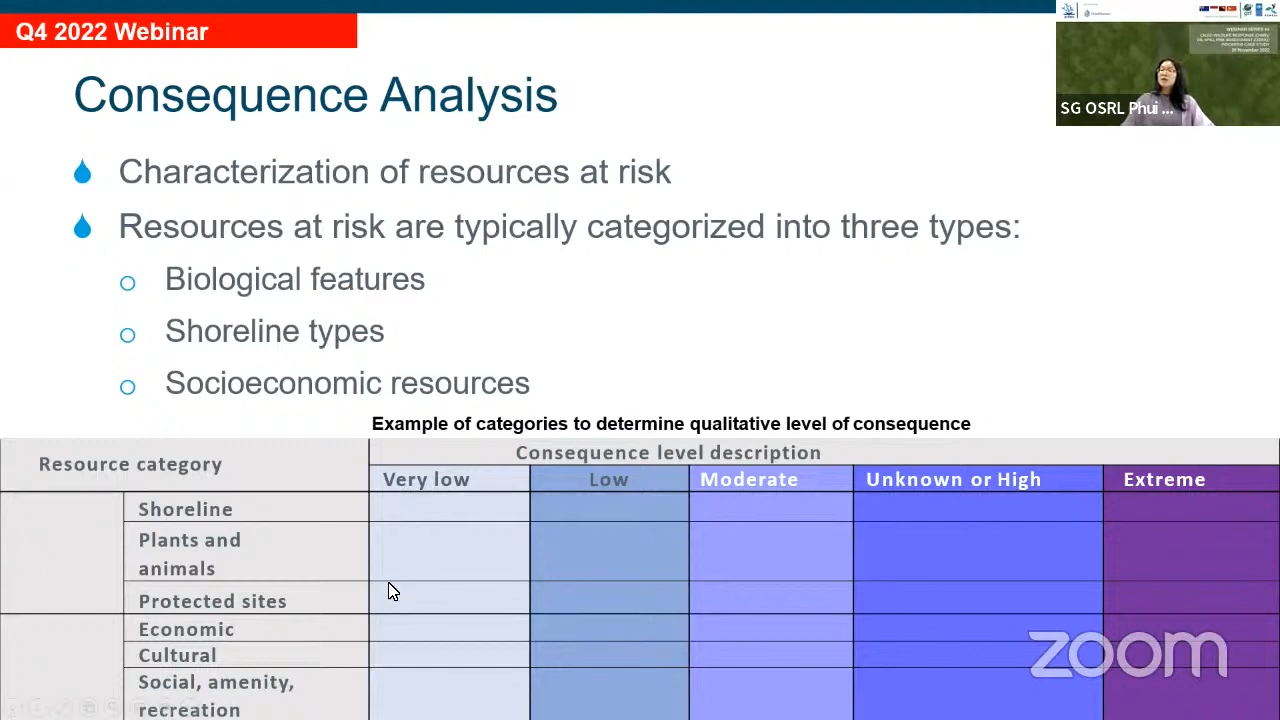 Q4 2022 Webinar
SG OSRL Phui ...
Consequence Analysis
Characterization of resources at risk
Resources at risk are typically categorized into three types:
Biological features
Shoreline types
Socioeconomic resources
Example of categories to determine qualitative level of consequence
Resource category
Consequence level description
Very low
Low
Moderate
Unknown or High
Extreme
Shoreline
Plants and
animals
Protected sites
Economic
Cultural
Social, amenity,
recreation
zoom